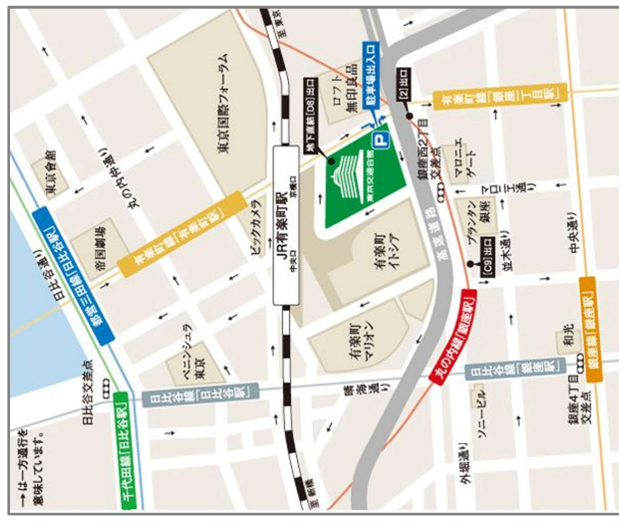 → は一方通行を
意味しています。
日比谷通り
千代田線「日比谷駅」
都営三田線「日比谷駅」
日比谷交差点
東京會舘
丸の内仲通り
帝国劇場
有楽町線「有楽町駅」
ペニンシュラ
東京
日比谷線「日比谷駅」
東京国際フォーラム
ビックカメラ
至 東京
JR有楽町駅
京橋口
中央口
至 新橋
地下直結[D8]出口
ロフト
無印良品
駐車場出入口
P
東京交通会館
有楽町
イトシア
有楽町
マリオン
晴海通り
高速道路
[2]出口
有楽町線「銀座一丁目駅」
銀座西2丁目
交差点
マロニエ
ゲート
マロニエ通り
プランタン
銀座
[C9]出口
並木通り
丸の内線「銀座駅」
日比谷線「銀座駅」
中央通り
和光
ソニービル
外堀通り
銀座4丁目
交差点
銀座線「銀座駅」